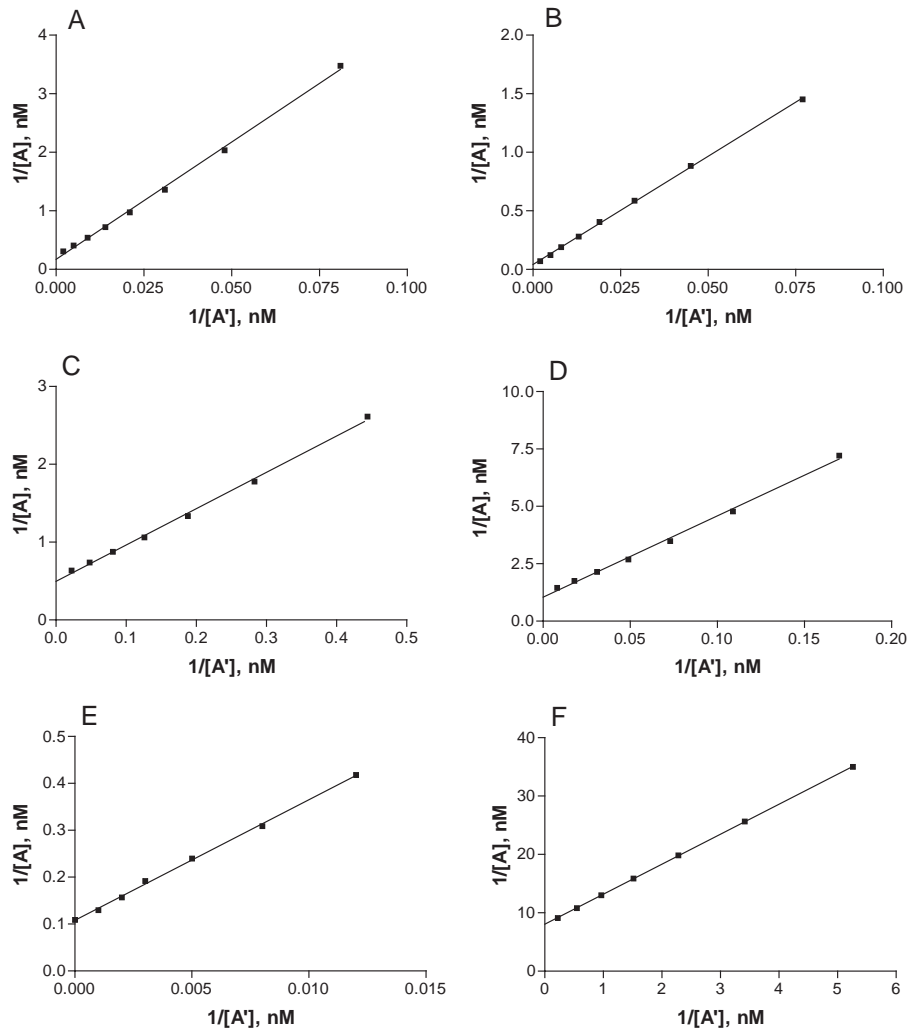 A
4
3
2
1
0
1/[A], nM
0.000 0.025 0.050 0.075 0.100
1/[A'], nM
B
2.0
1.5
1.0
0.5
0.0
1/[A], nM
0.000 0.025 0.050 0.075 0.100
1/[A'], nM
C
3
2
1
0
1/[A], nM
0.0 0.1 0.2 0.3 0.4 0.5
1/[A'], nM
D
10.0
7.5
5.0
2.5
0.0
1/[A], nM
0.00 0.05 0.10 0.15 0.20
1/[A'], nM
E
0.5
0.4
0.3
0.2
0.1
0.0
1/[A], nM
0.000 0.005 0.010 0.015
1/[A'], nM
F
40
30
20
10
0
1/[A], nM
0 1 2 3 4 5 6
1/[A'], nM